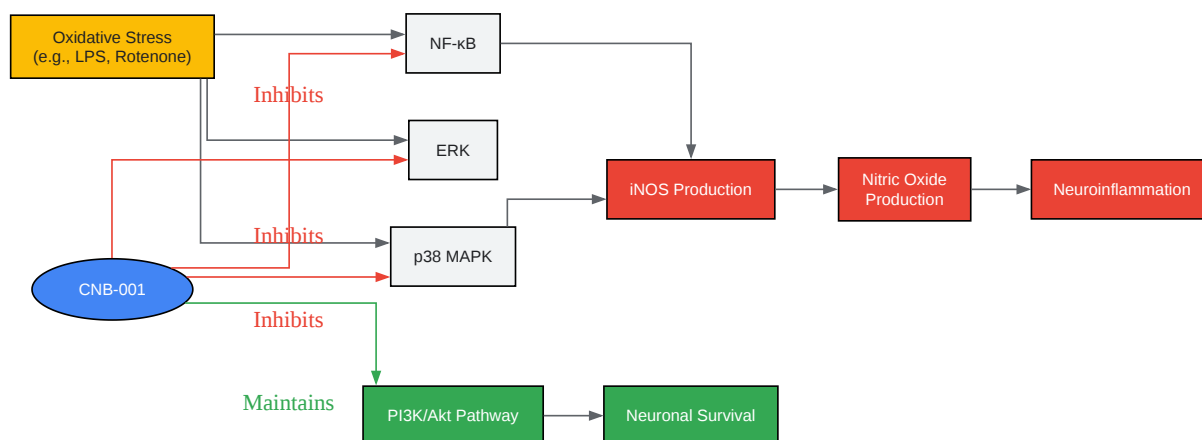 Oxidative Stress
(e.g., LPS, Rotenone)
NF-κB
Inhibits
ERK
iNOS Production
Nitric Oxide
Production
Neuroinflammation
Inhibits
p38 MAPK
CNB-001
Inhibits
Maintains
PI3K/Akt Pathway
Neuronal Survival